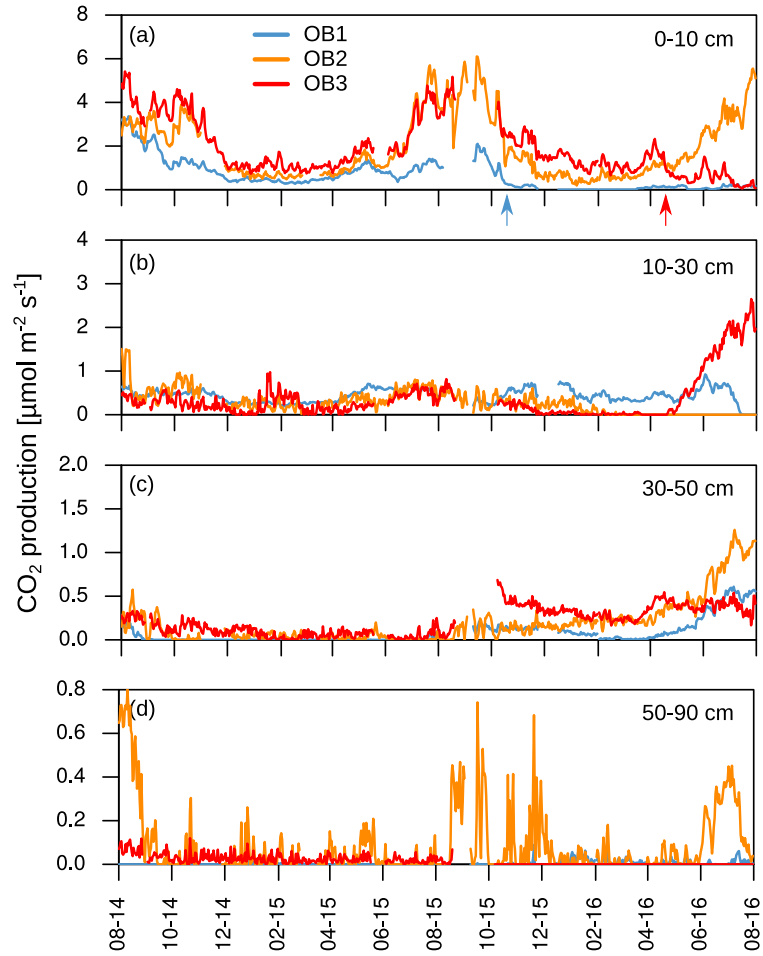 (a)
OB1
OB2
OB3
0-10 cm
8
6
4
2
0
(b)
10-30 cm
4
3
2
1
0
CO₂ production [µmol m⁻² s⁻¹]
(c)
30-50 cm
2.0
1.5
1.0
0.5
0.0
(d)
50-90 cm
0.8
0.6
0.4
0.2
0.0
08-14
10-14
12-14
02-15
04-15
06-15
08-15
10-15
12-15
02-16
04-16
06-16
08-16